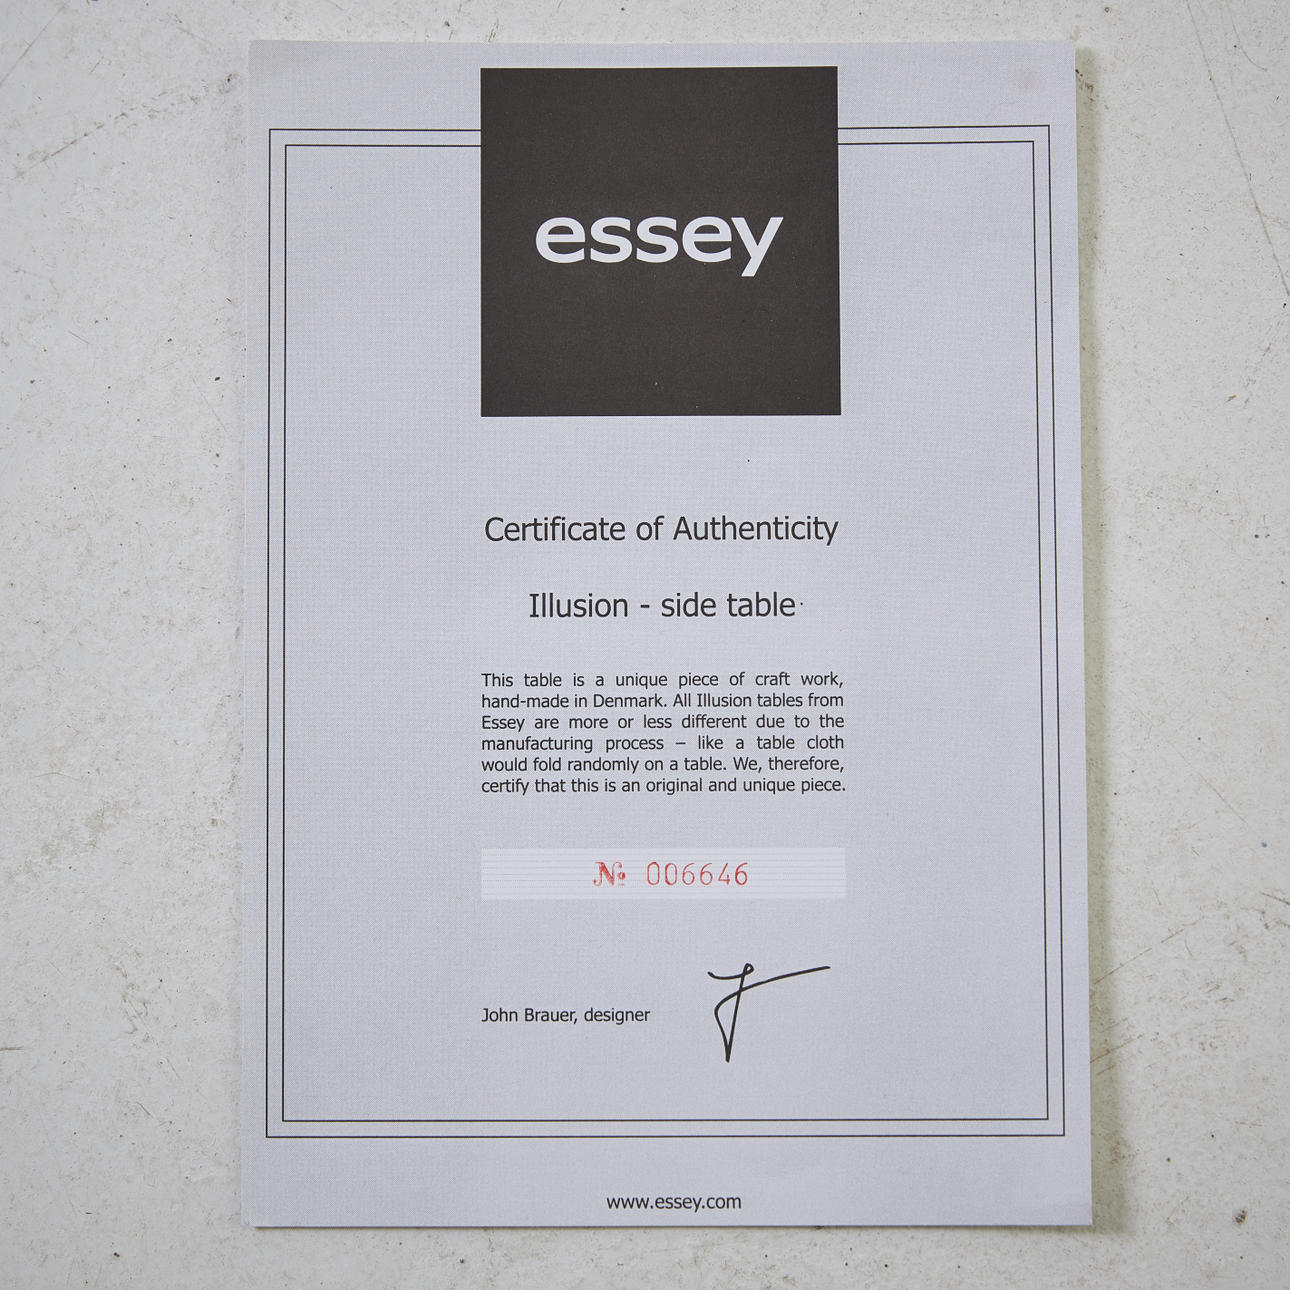 essey
Certificate of Authenticity
Illusion - side table
This table is a unique piece of craft work,
hand-made in Denmark. All Illusion tables from
Essey are more or less different due to the
manufacturing process – like a table cloth
would fold randomly on a table. We, therefore,
certify that this is an original and unique piece.
№ 006646
John Brauer, designer
www.essey.com